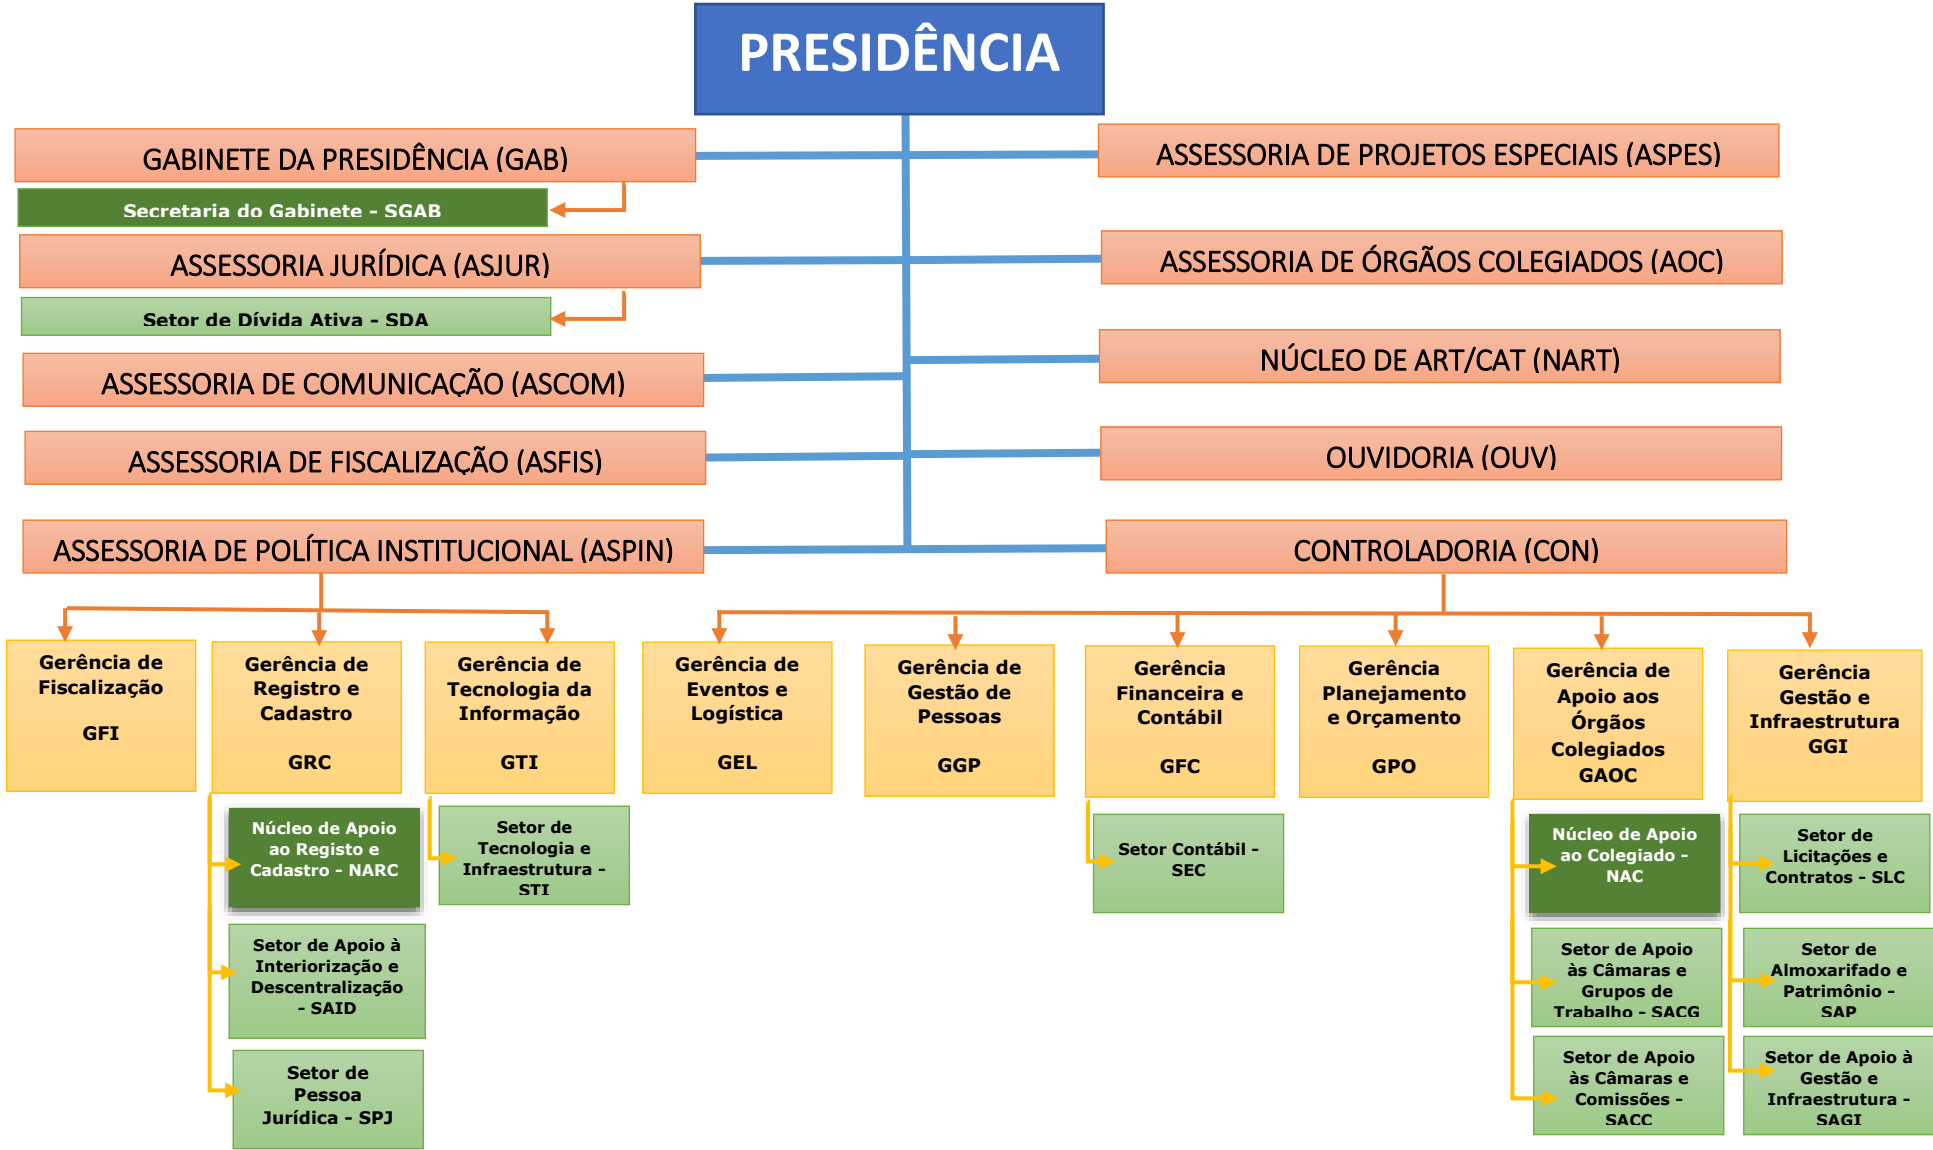 PRESIDÊNCIA
GABINETE DA PRESIDÊNCIA (GAB)
ASSESSORIA DE PROJETOS ESPECIAIS (ASPES)
Secretaria do Gabinete – SGAB
ASSESSORIA JURÍDICA (ASJUR)
ASSESSORIA DE ÓRGÃOS COLEGIADOS (AOC)
Setor de Dívida Ativa – SDA
ASSESSORIA DE COMUNICAÇÃO (ASCOM)
NÚCLEO DE ART/CAT (NART)
ASSESSORIA DE FISCALIZAÇÃO (ASFIS)
OUVIDORIA (OUV)
ASSESSORIA DE POLÍTICA INSTITUCIONAL (ASPIN)
CONTROLADORIA (CON)
Gerência de
Fiscalização
GFI
Gerência de
Registro e
Cadastro
GRC
Gerência de
Tecnologia da
Informação
GTI
Gerência de
Eventos e
Logística
GEL
Gerência de
Gestão de
Pessoas
GGP
Gerência
Financeira e
Contábil
GFC
Gerência
Planejamento
e Orçamento
GPO
Gerência de
Apoio aos
Órgãos
Colegiados
GAOC
Gerência
Gestão e
Infraestrutura
GGI
Núcleo de Apoio
ao Registo e
Cadastro – NARC
Setor de Apoio à
Interiorização e
Descentralização
– SAID
Setor de
Pessoa
Jurídica – SPJ
Setor de
Tecnologia e
Infraestrutura –
STI
Setor Contábil –
SEC
Núcleo de Apoio
ao Colegiado –
NAC
Setor de Apoio
às Câmaras e
Grupos de
Trabalho – SACG
Setor de Apoio
às Câmaras e
Comissões –
SACC
Setor de
Licitações e
Contratos – SLC
Setor de
Almoxarifado e
Patrimônio –
SAP
Setor de Apoio à
Gestão e
Infraestrutura –
SAGI